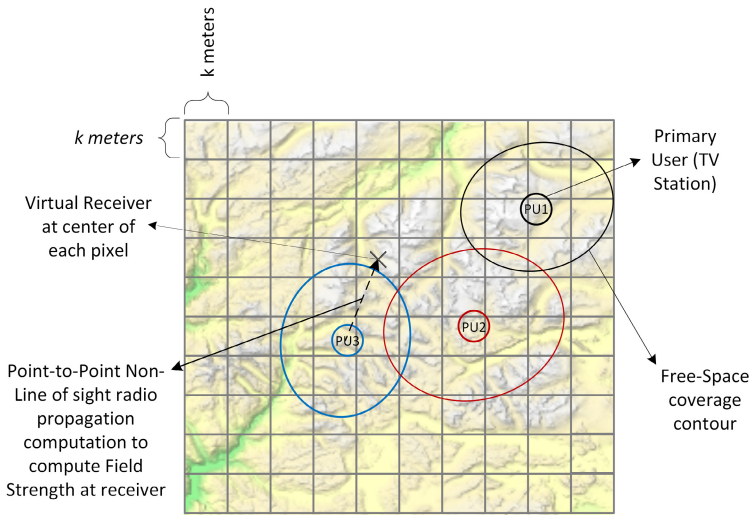 k meters
k meters
Primary
User (TV
Station)
Virtual Receiver
at center of
each pixel
PU1
PU2
PU3
Point-to-Point Non-
Line of sight radio
propagation
computation to
compute Field
Strength at receiver
Free-Space
coverage
contour